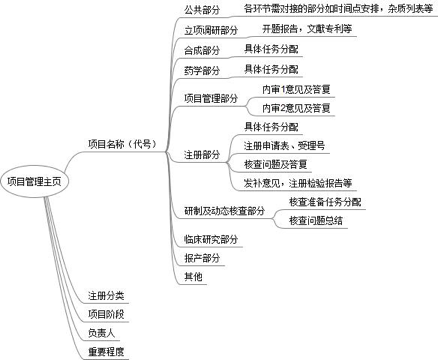 公共部分
各环节需对接的部分如时间点安排，杂质列表等
立项调研部分
开题报告，文献专利等
合成部分
具体任务分配
药学部分
具体任务分配
项目管理部分
内审1意见及答复
内审2意见及答复
项目名称（代号）
注册部分
具体任务分配
注册申请表、受理号
核查问题及答复
发补意见，注册检验报告等
项目管理主页
研制及动态核查部分
核查准备任务分配
核查问题总结
临床研究部分
报产部分
其他
注册分类
项目阶段
负责人
重要程度